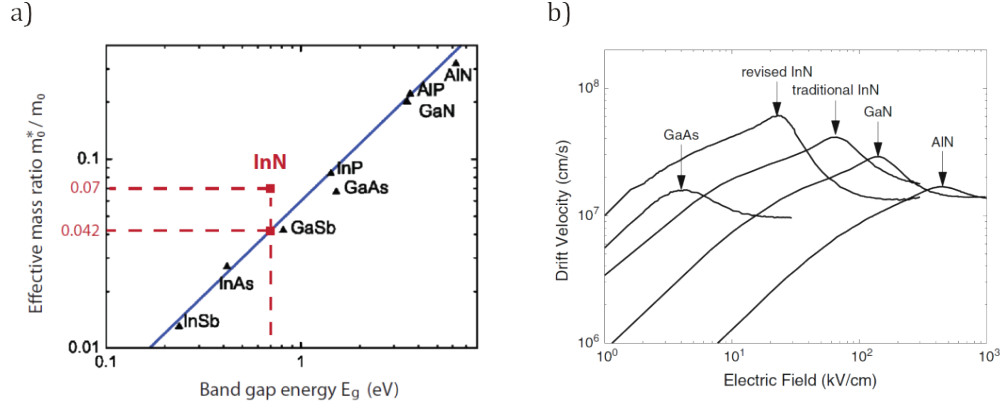 a)
Effective mass ratio m₀* / m₀
0.1
0.07
0.042
0.01
InN
AlN
AlP
GaN
InP
GaAs
GaSb
InAs
InSb
0.1
1
10
Band gap energy Eg (eV)
b)
Drift Velocity (cm/s)
10⁸
10⁷
10⁶
revised InN
traditional InN
GaN
GaAs
AlN
10⁰
10¹
10²
10³
Electric Field (kV/cm)